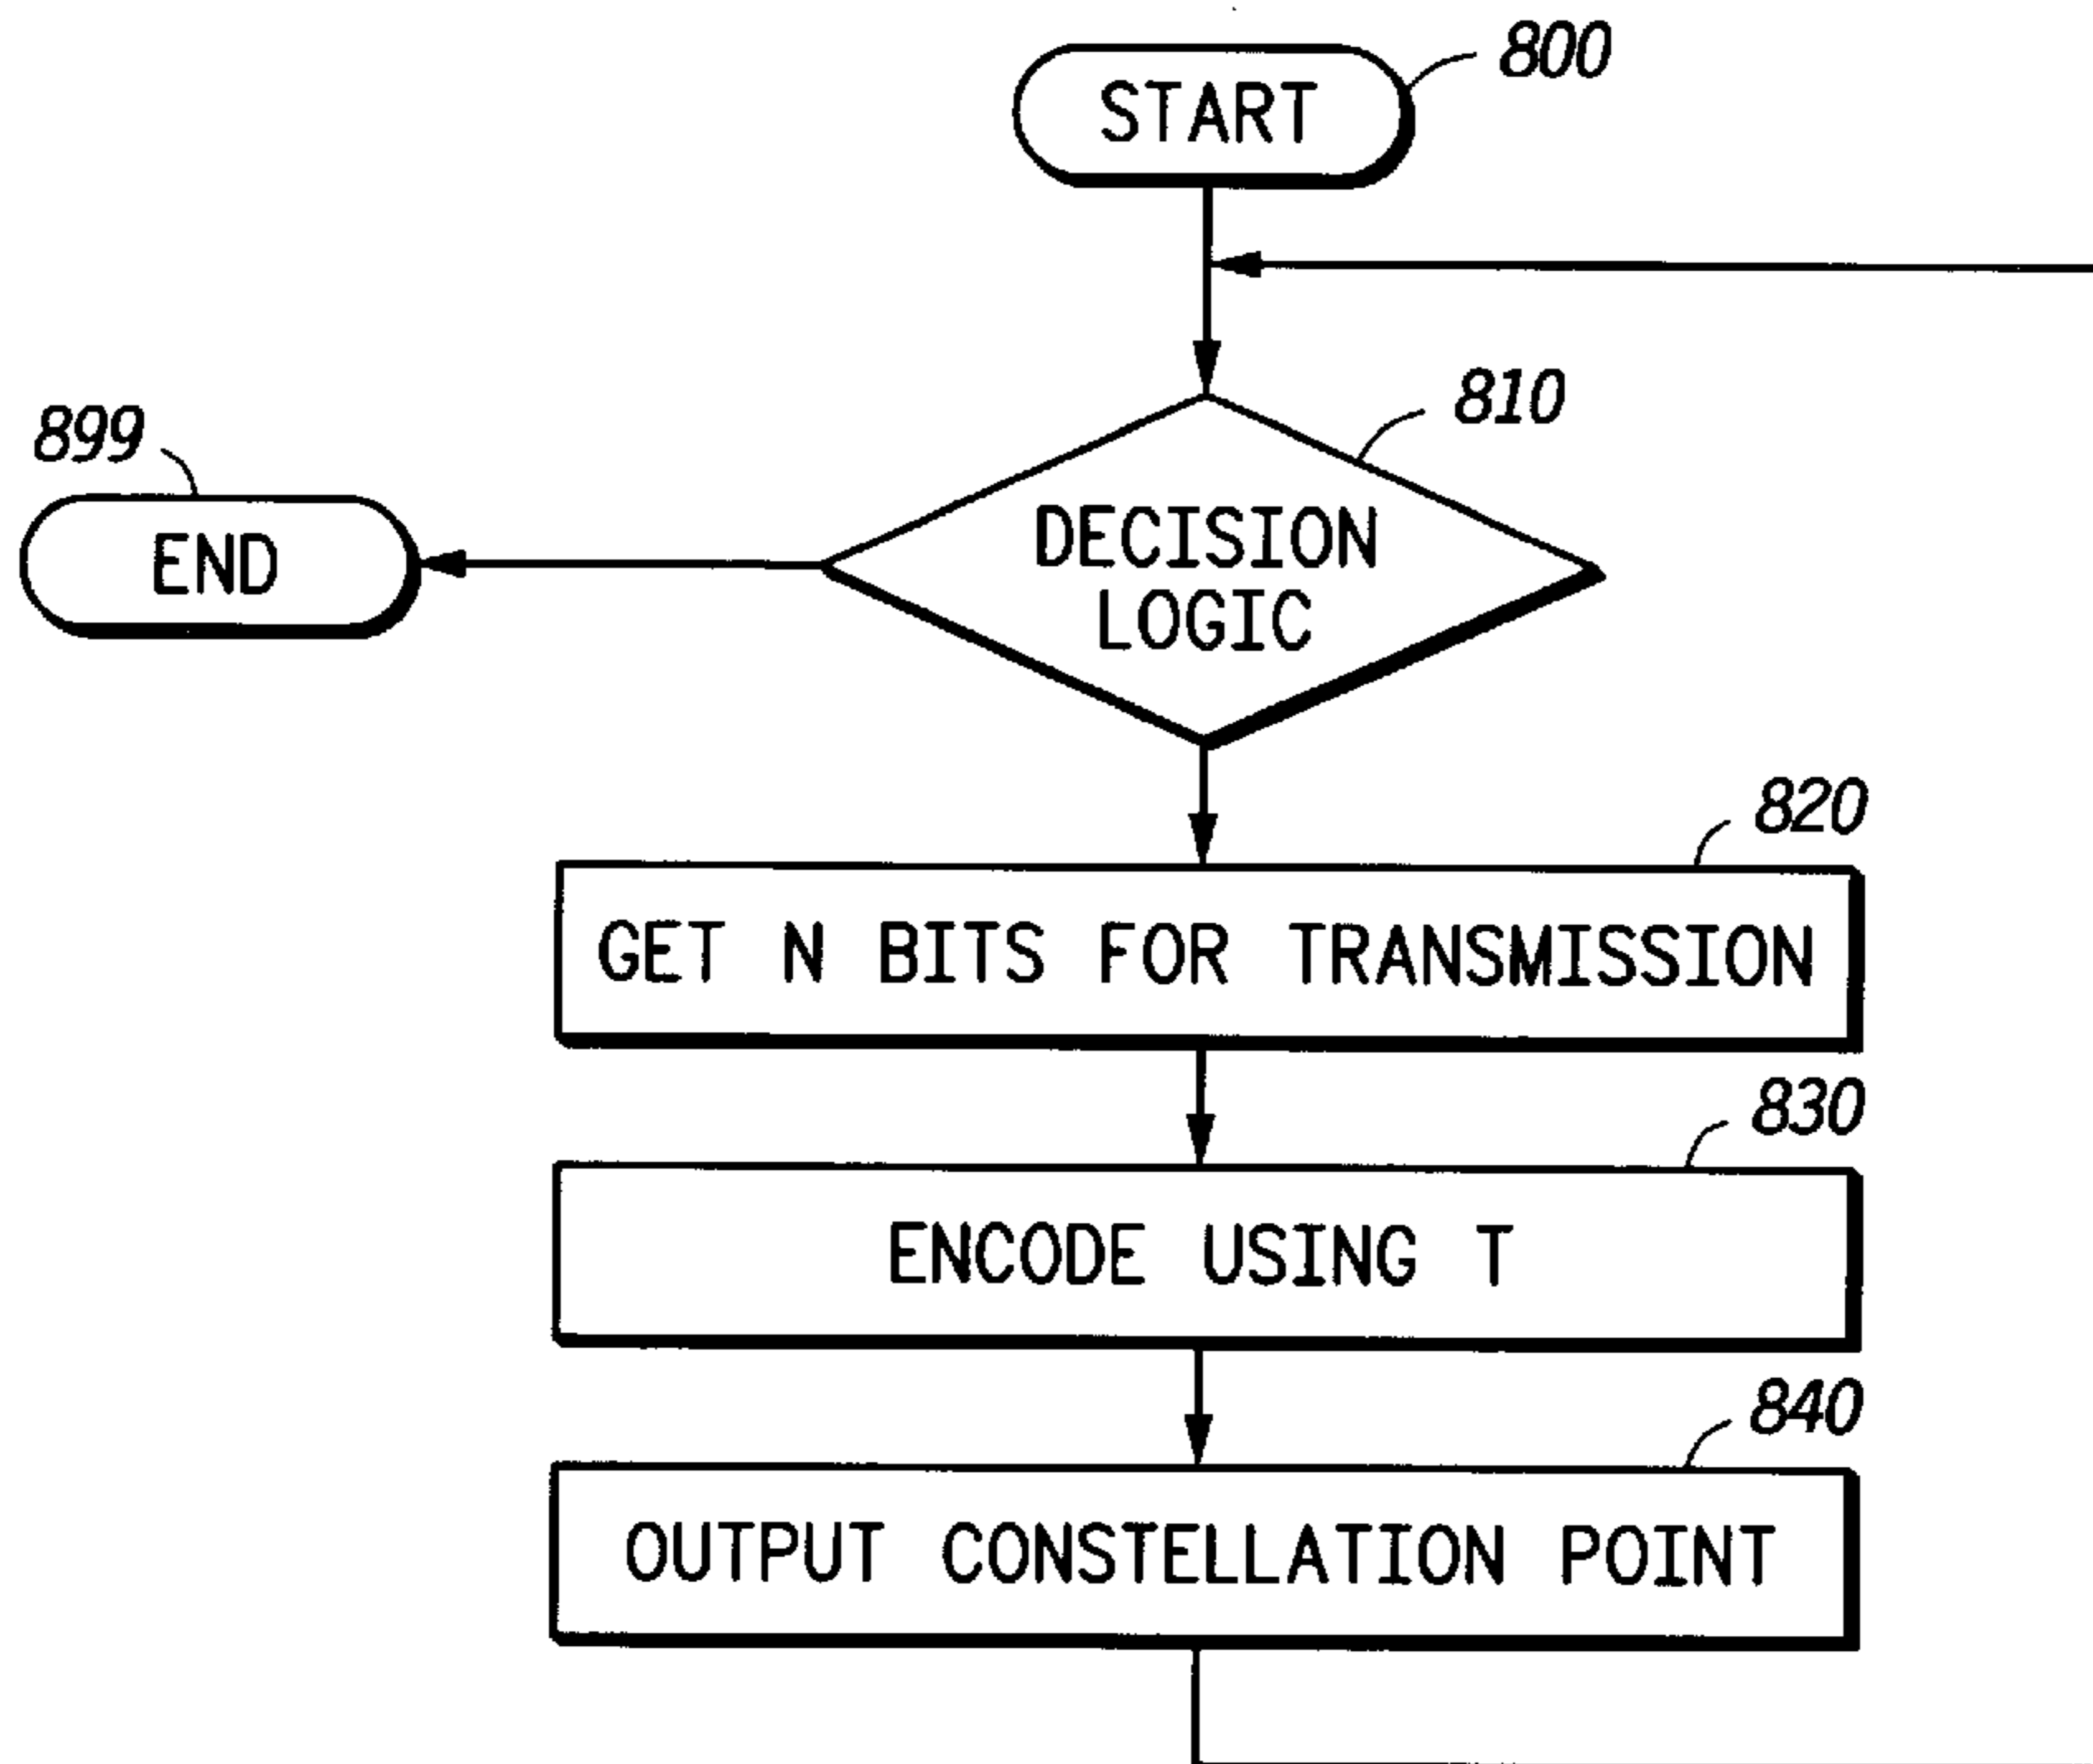 800
START
810
899
DECISION
LOGIC
END
820
GET N BITS FOR TRANSMISSION
830
ENCODE USING T
840
OUTPUT CONSTELLATION POINT